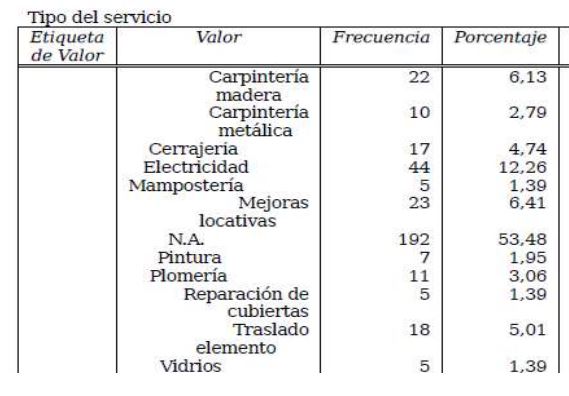 Tipo del servicio
Etiqueta de Valor Valor Frecuencia Porcentaje
Carpintería madera 22 6,13
Carpintería metálica 10 2,79
Cerrajería 17 4,74
Electricidad 44 12,26
Mampostería 5 1,39
Mejoras locativas 23 6,41
N.A. 192 53,48
Pintura 7 1,95
Plomería 11 3,06
Reparación de cubiertas 5 1,39
Traslado elemento 18 5,01
Vidrios 5 1,39